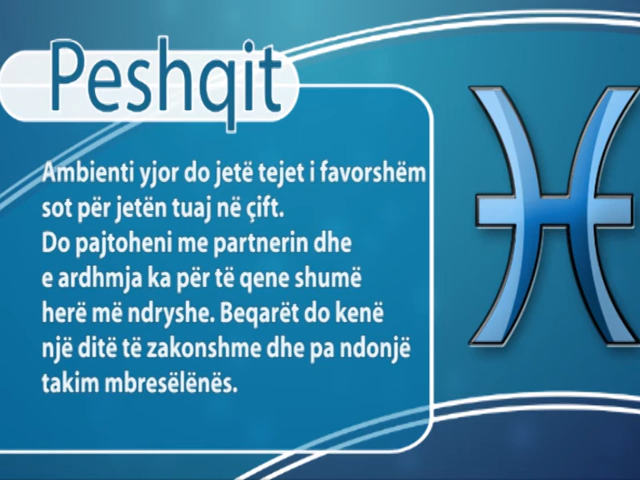 Peshqit
Ambienti yjor do jetë tejet i favorshëm
sot për jetën tuaj në çift.
Do pajtoheni me partnerin dhe
e ardhmja ka për të qene shumë
herë më ndryshe. Beqarët do kenë
një ditë të zakonshme dhe pa ndonjë
takim mbresëlënës.